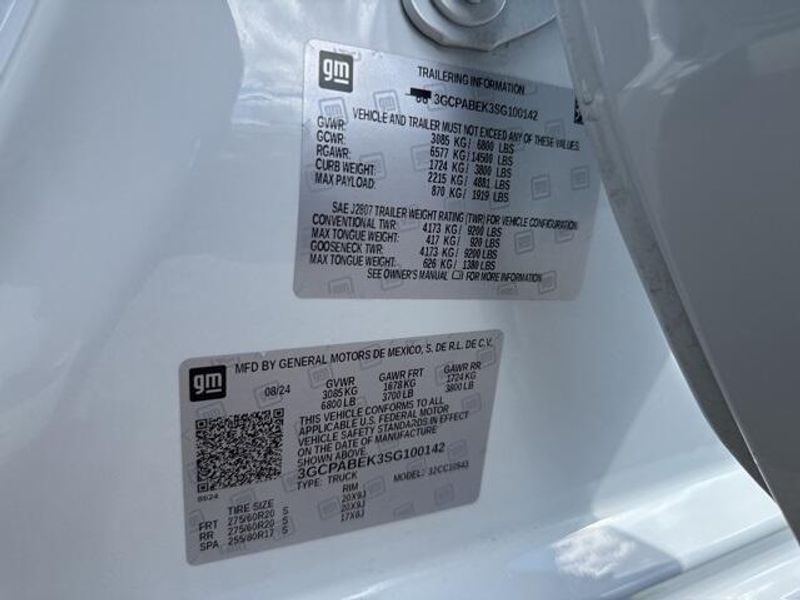 gm
TRAILERING INFORMATION
3GCPABEK3SG100142
VEHICLE AND TRAILER MUST NOT EXCEED ANY OF THESE VALUES.
GVWR: 3085 KG/ 6800 LBS
GCWR: 6577 KG/14500 LBS
RGAWR: 1724 KG/ 3800 LBS
CURB WEIGHT: 2215 KG/ 4881 LBS
MAX PAYLOAD: 870 KG/ 1919 LBS
SAE J2807 TRAILER WEIGHT RATING (TWR) FOR VEHICLE CONFIGURATION
CONVENTIONAL TWR: 4173 KG/ 9200 LBS
MAX TONGUE WEIGHT: 417 KG/ 920 LBS
GOOSENECK TWR: 4173 KG/ 9200 LBS
MAX TONGUE WEIGHT: 626 KG/ 1380 LBS
SEE OWNER'S MANUAL FOR MORE INFORMATION
gm
MFD BY GENERAL MOTORS DE MEXICO, S. DE R.L. DE C.V.
08/24 GVWR GAWR FRT GAWR RR
3085 KG 1678 KG 1724 KG
6800 LB 3700 LB 3800 LB
THIS VEHICLE CONFORMS TO ALL
APPLICABLE U.S. FEDERAL MOTOR
VEHICLE SAFETY STANDARDS IN EFFECT
ON THE DATE OF MANUFACTURE
SHOWN ABOVE.
3GCPABEK3SG100142
TYPE: TRUCK MODEL: 32CC10543
8624
TIRE SIZE RIM
FRT 275/60R20 S 20X9J
RR 275/60R20 S 20X9J
SPA 255/80R17 S 17X8J